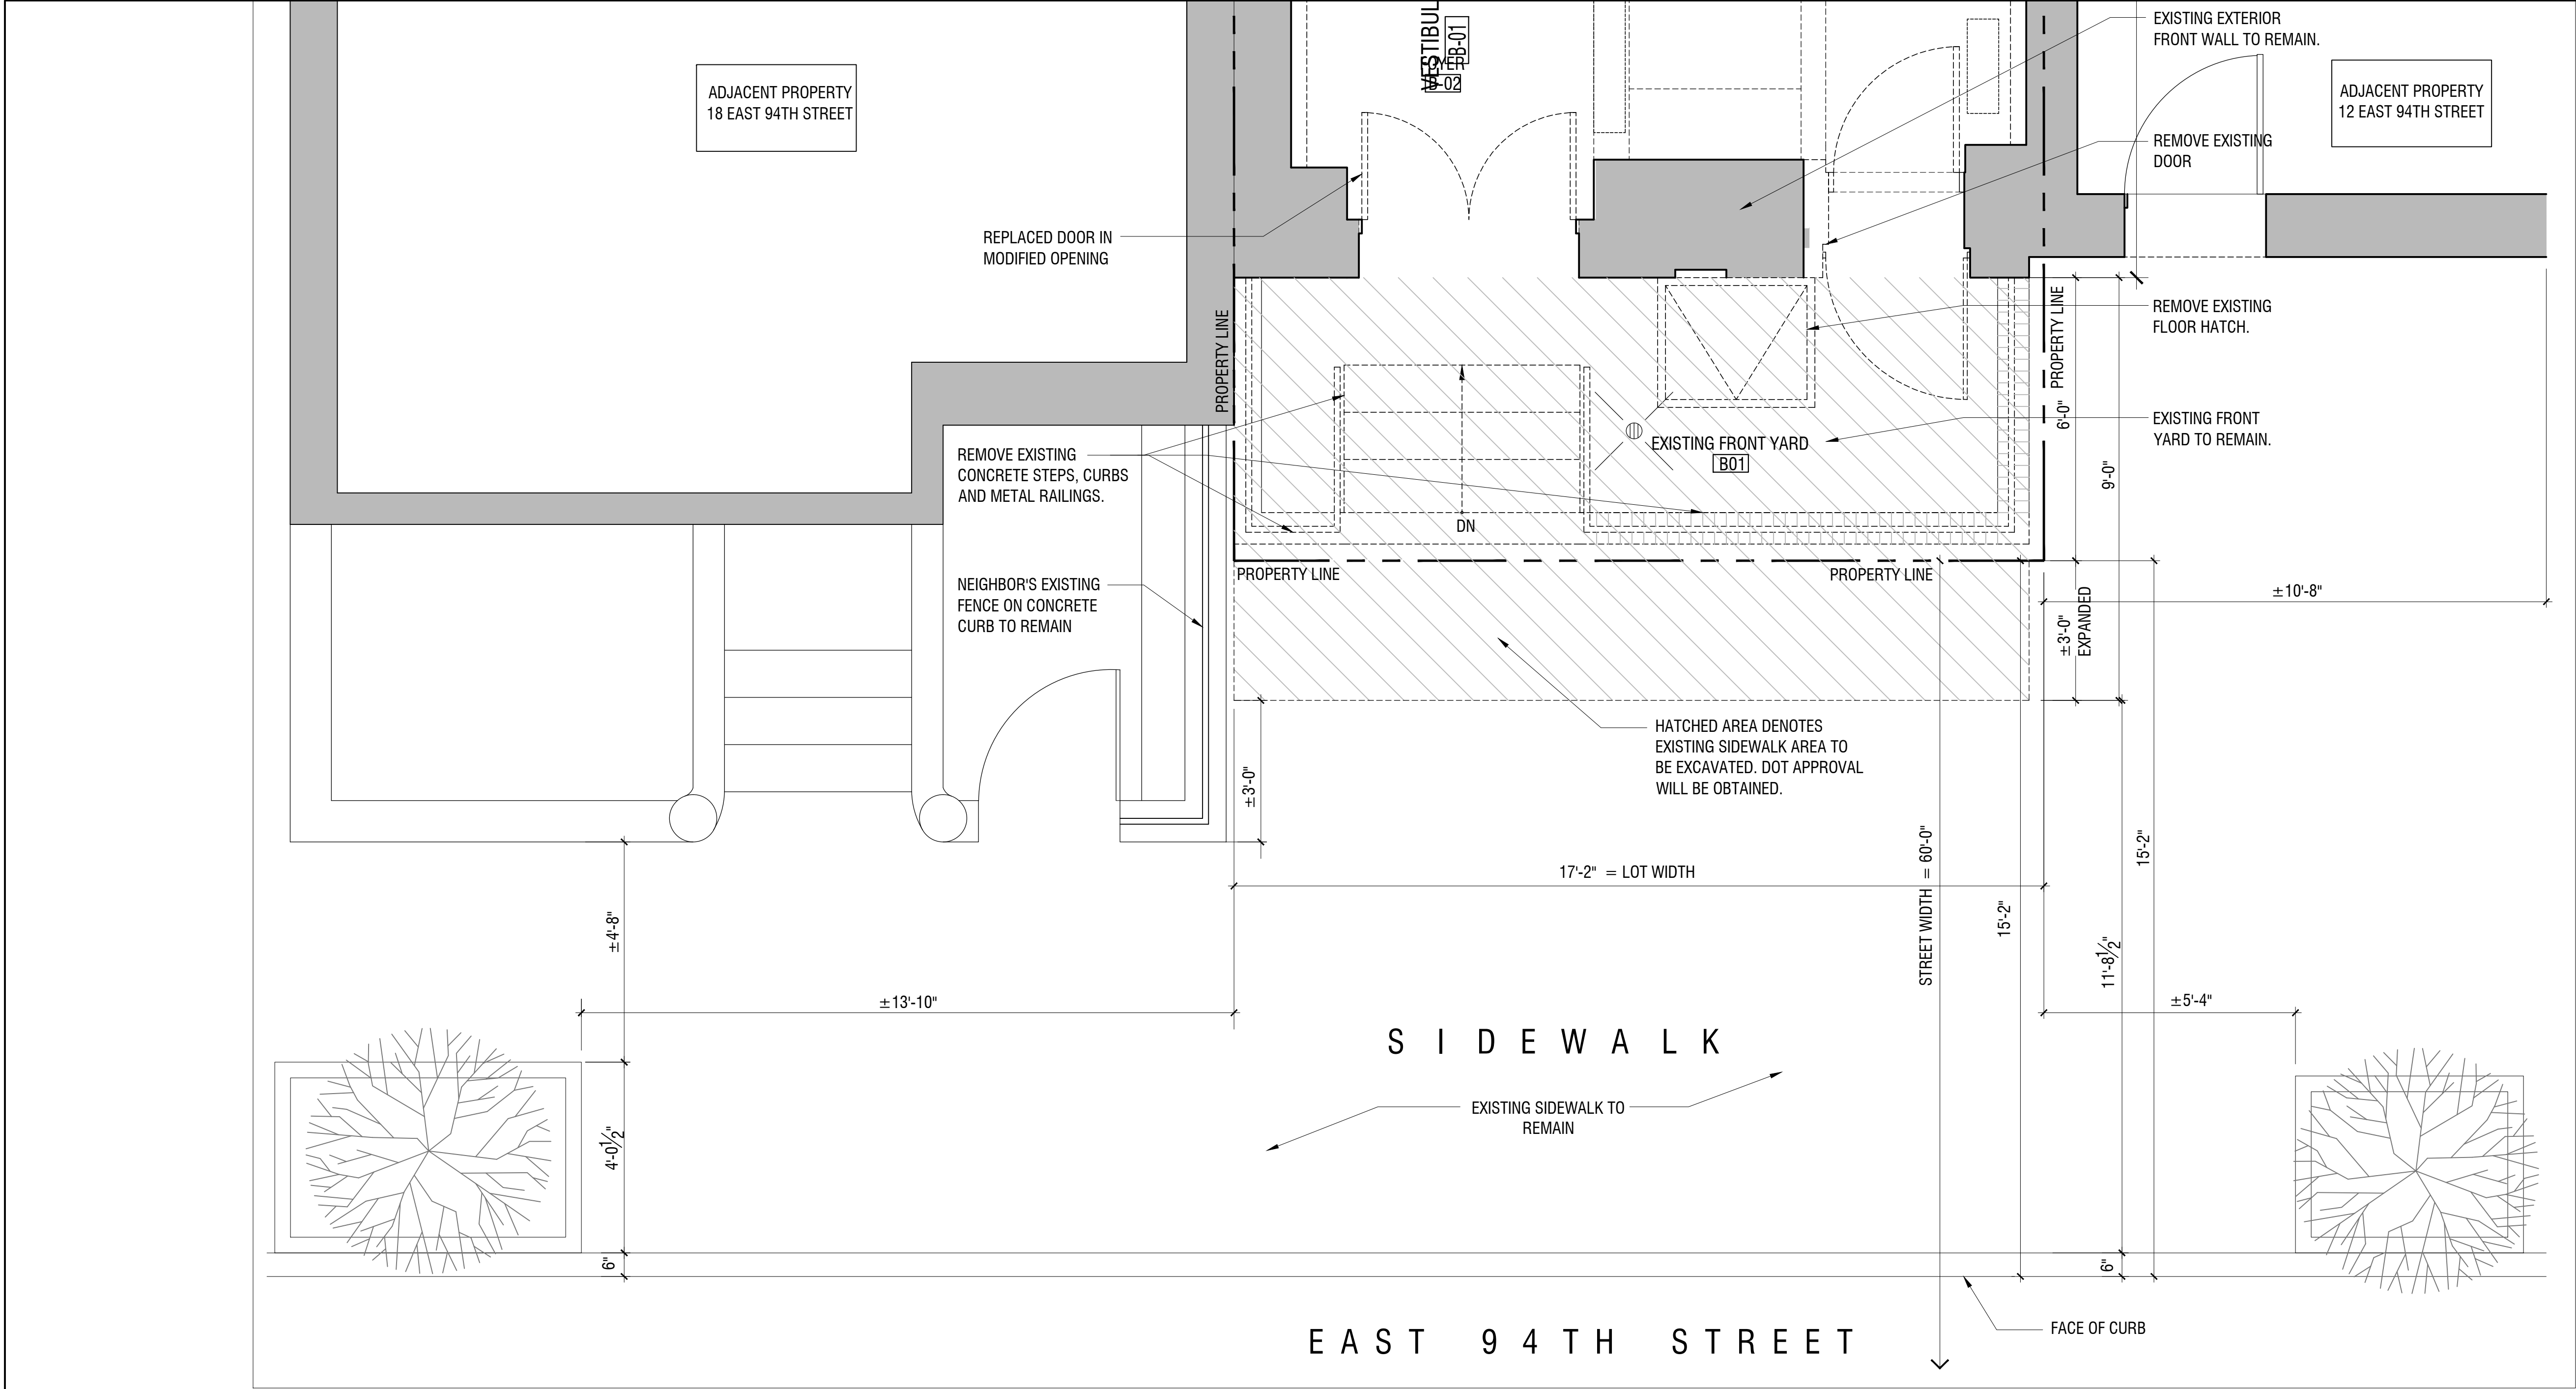 EXISTING EXTERIOR
FRONT WALL TO REMAIN.
VESTIBUL
B-01
FOYER
B-02
ADJACENT PROPERTY
18 EAST 94TH STREET
ADJACENT PROPERTY
12 EAST 94TH STREET
REMOVE EXISTING
DOOR
REPLACED DOOR IN
MODIFIED OPENING
PROPERTY LINE
PROPERTY LINE
REMOVE EXISTING
FLOOR HATCH.
6'-0"
9'-0"
EXISTING FRONT
YARD TO REMAIN.
EXISTING FRONT YARD
B01
REMOVE EXISTING
CONCRETE STEPS, CURBS
AND METAL RAILINGS.
DN
PROPERTY LINE
PROPERTY LINE
NEIGHBOR'S EXISTING
FENCE ON CONCRETE
CURB TO REMAIN
±10'-8"
±3'-0"
EXPANDED
HATCHED AREA DENOTES
EXISTING SIDEWALK AREA TO
BE EXCAVATED. DOT APPROVAL
WILL BE OBTAINED.
±3'-0"
17'-2" = LOT WIDTH
STREET WIDTH = 60'-0"
15'-2"
15'-2"
11'-8½"
±4'-8"
±13'-10"
±5'-4"
SIDEWALK
EXISTING SIDEWALK TO
REMAIN
4'-0½"
6"
6"
FACE OF CURB
EAST 94TH STREET